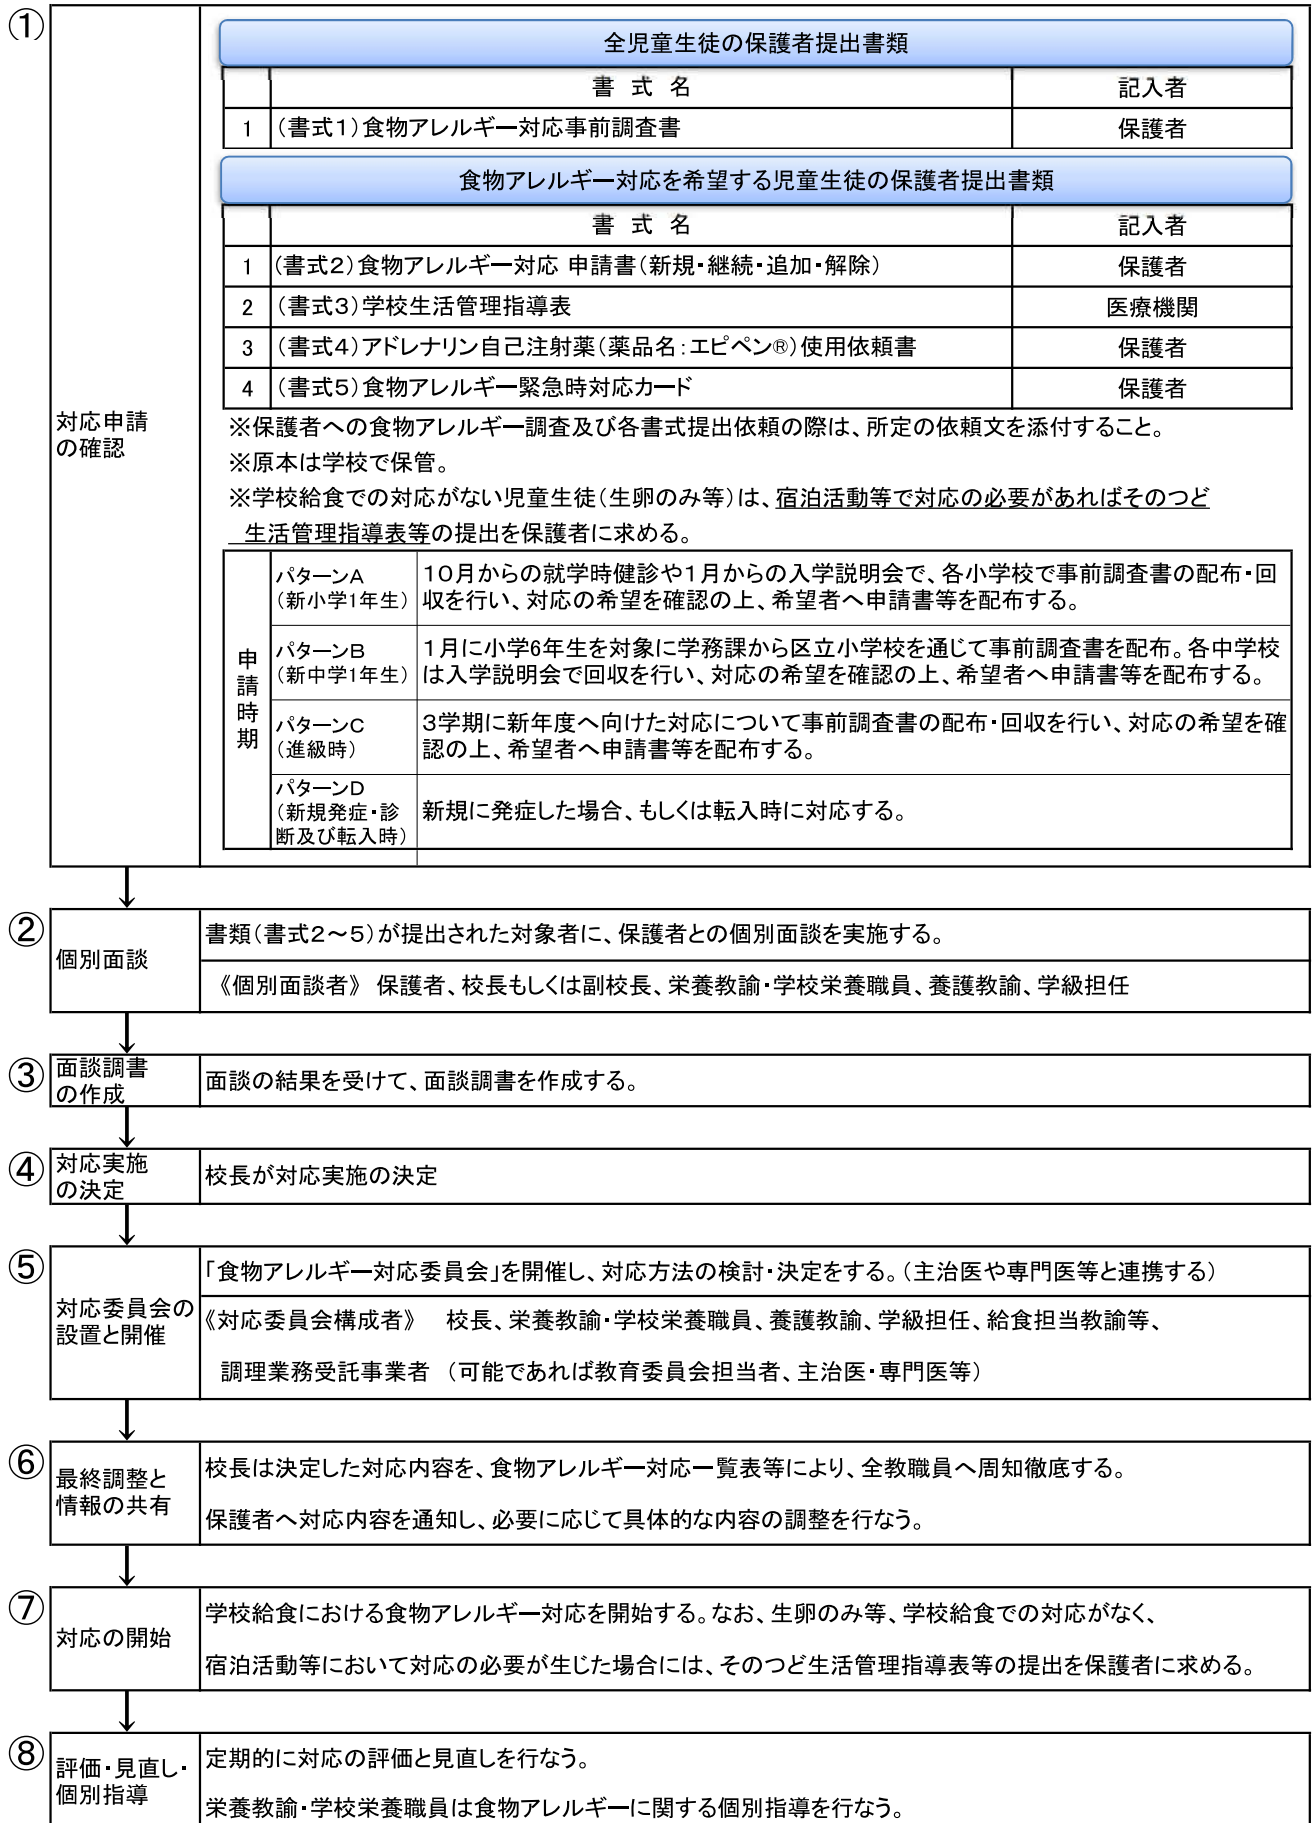 ①
全児童生徒の保護者提出書類
書 式 名 記入者
1 （書式１）食物アレルギー対応事前調査書 保護者
食物アレルギー対応を希望する児童生徒の保護者提出書類
書 式 名 記入者
1 （書式２）食物アレルギー対応 申請書（新規・継続・追加・解除） 保護者
2 （書式３）学校生活管理指導表 医療機関
3 （書式４）アドレナリン自己注射薬（薬品名：エピペン®）使用依頼書 保護者
4 （書式５）食物アレルギー緊急時対応カード 保護者
対応申請
の確認
※保護者への食物アレルギー調査及び各書式提出依頼の際は、所定の依頼文を添付すること。
※原本は学校で保管。
※学校給食での対応がない児童生徒（生卵のみ等）は、宿泊活動等で対応の必要があればそのつど
生活管理指導表等の提出を保護者に求める。
申請時期
パターンA
（新小学1年生）
１０月からの就学時健診や１月からの入学説明会で、各小学校で事前調査書の配布・回
収を行い、対応の希望を確認の上、希望者へ申請書等を配布する。
パターンB
（新中学1年生）
１月に小学6年生を対象に学務課から区立小学校を通じて事前調査書を配布。各中学校
は入学説明会で回収を行い、対応の希望を確認の上、希望者へ申請書等を配布する。
パターンC
（進級時）
３学期に新年度へ向けた対応について事前調査書の配布・回収を行い、対応の希望を確
認の上、希望者へ申請書等を配布する。
パターンD
（新規発症・診
断及び転入時）
新規に発症した場合、もしくは転入時に対応する。
②
個別面談
書類（書式２～５）が提出された対象者に、保護者との個別面談を実施する。
《個別面談者》 保護者、校長もしくは副校長、栄養教諭・学校栄養職員、養護教諭、学級担任
③
面談調書
の作成
面談の結果を受けて、面談調書を作成する。
④
対応実施
の決定
校長が対応実施の決定
⑤
対応委員会の
設置と開催
「食物アレルギー対応委員会」を開催し、対応方法の検討・決定をする。（主治医や専門医等と連携する）
《対応委員会構成者》 校長、栄養教諭・学校栄養職員、養護教諭、学級担任、給食担当教諭等、
調理業務受託事業者 （可能であれば教育委員会担当者、主治医・専門医等）
⑥
最終調整と
情報の共有
校長は決定した対応内容を、食物アレルギー対応一覧表等により、全教職員へ周知徹底する。
保護者へ対応内容を通知し、必要に応じて具体的な内容の調整を行なう。
⑦
対応の開始
学校給食における食物アレルギー対応を開始する。なお、生卵のみ等、学校給食での対応がなく、
宿泊活動等において対応の必要が生じた場合には、そのつど生活管理指導表等の提出を保護者に求める。
⑧
評価・見直し・
個別指導
定期的に対応の評価と見直しを行なう。
栄養教諭・学校栄養職員は食物アレルギーに関する個別指導を行なう。